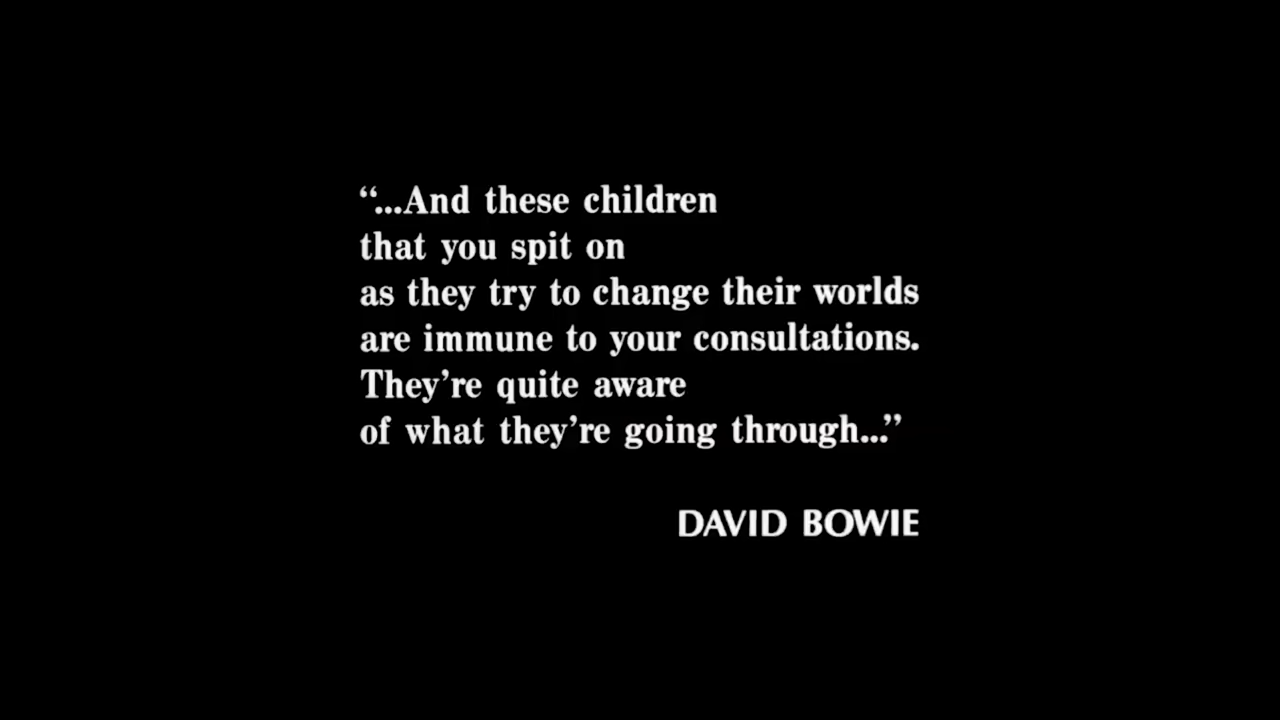 “...And these children
that you spit on
as they try to change their worlds
are immune to your consultations.
They’re quite aware
of what they’re going through...”
DAVID BOWIE